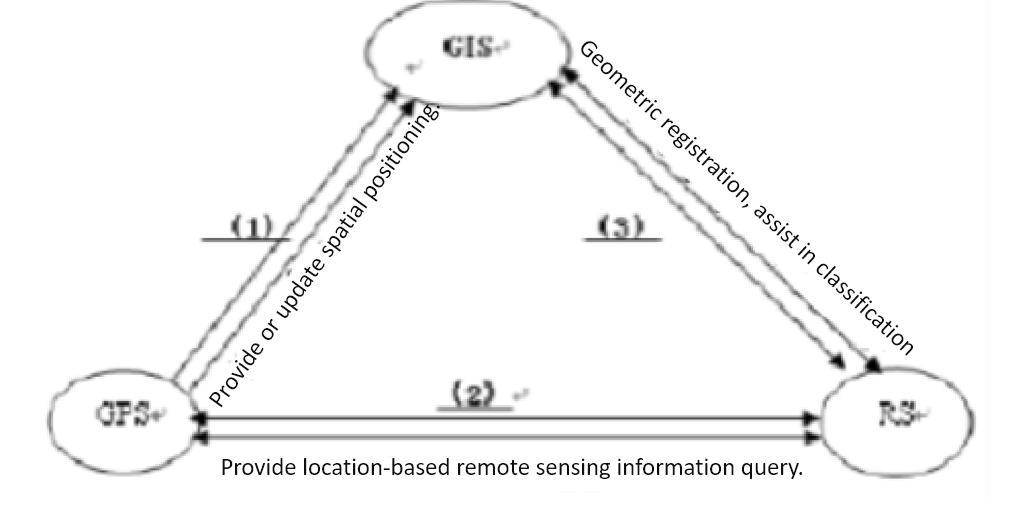 GIS
Geometric registration, assist in classification
Provide or update spatial positioning.
(1)
(3)
(2)
GPS
RS
Provide location-based remote sensing information query.